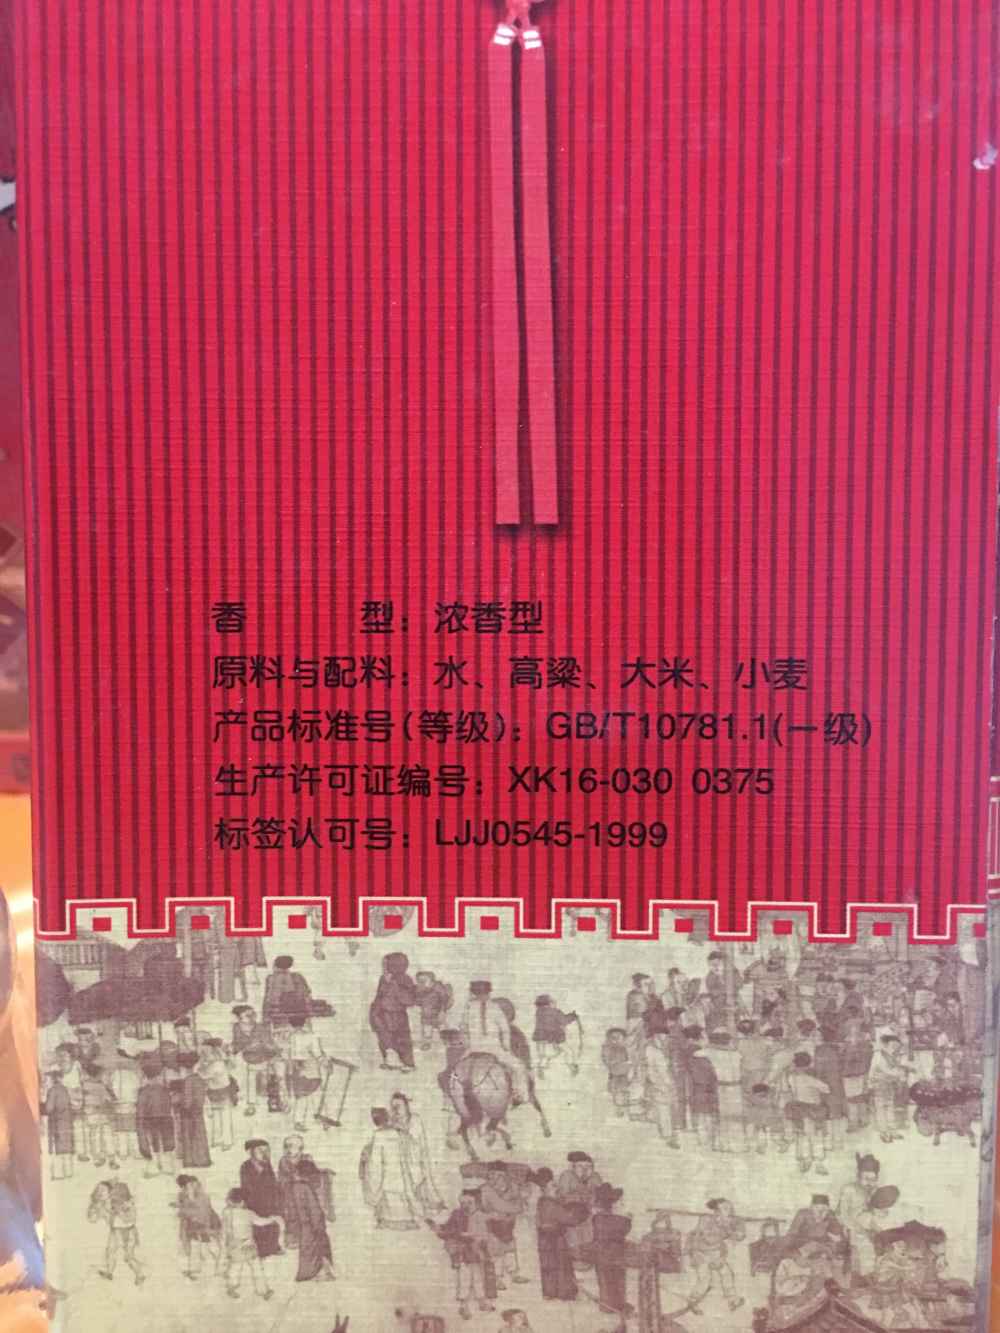 香 型：浓香型
原料与配料：水、高粱、大米、小麦
产品标准号(等级)：GB/T10781.1(一级)
生产许可证编号：XK16-030 0375
标签认可号：LJJ0545-1999